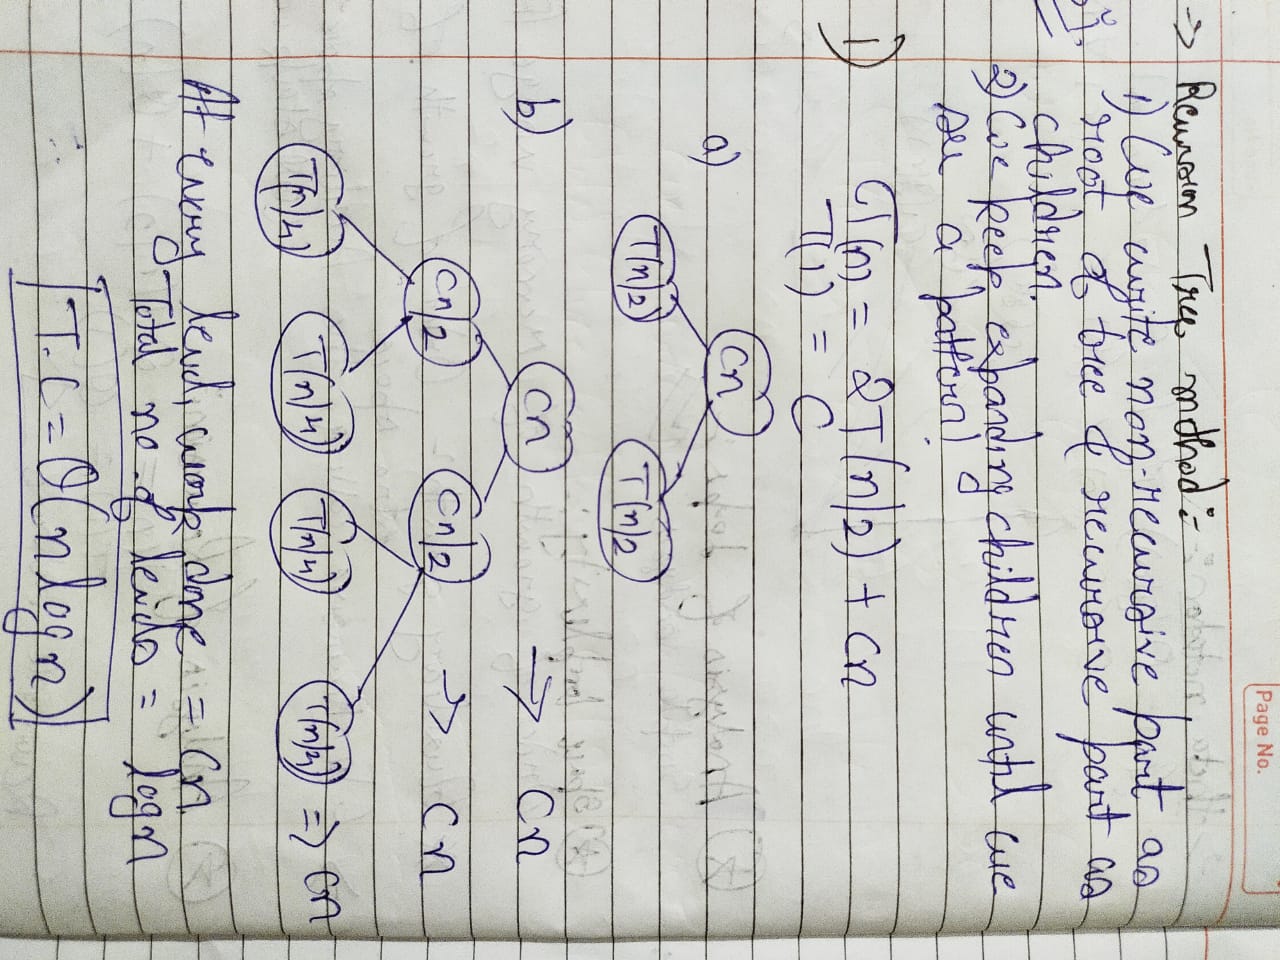 Page No.
→ Recursion Tree method:-
1) We write non-recursive part as
root of tree & recursive part as
children.
2) We keep expanding children until we
see a pattern.
1)
T(n) = 2T(n/2) + Cn
T(1) = C
a)
Cn
T(n/2) T(n/2)
b)
Cn → Cn
Cn/2 Cn/2 → Cn
T(n/4) T(n/4) T(n/4) T(n/4) => Cn
At every level, work done = Cn
Total no. of levels = logn
T.C = θ(nlogn)